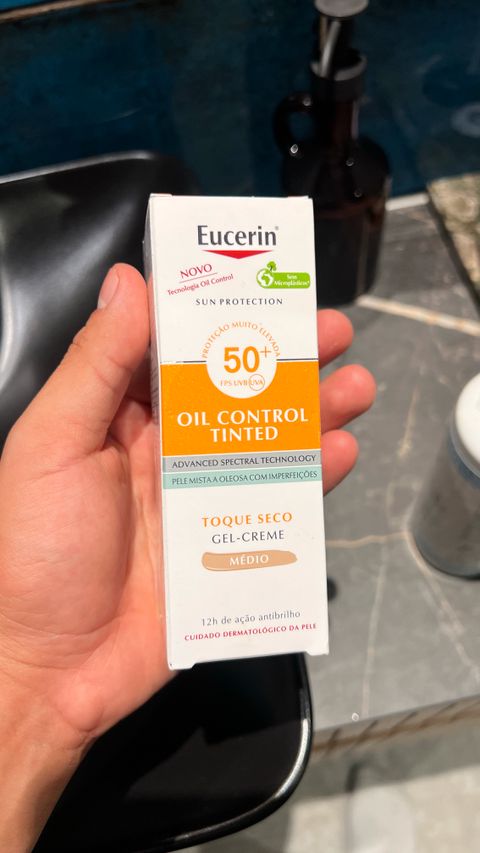 Eucerin®
NOVO
Tecnologia Oil Control
Sem
Microplásticos*
SUN PROTECTION
PROTEÇÃO MUITO ELEVADA
50+
FPS UVB UVA
OIL CONTROL
TINTED
ADVANCED SPECTRAL TECHNOLOGY
PELE MISTA A OLEOSA COM IMPERFEIÇÕES
TOQUE SECO
GEL-CREME
MÉDIO
12h de ação antibrilho
CUIDADO DERMATOLÓGICO DA PELE